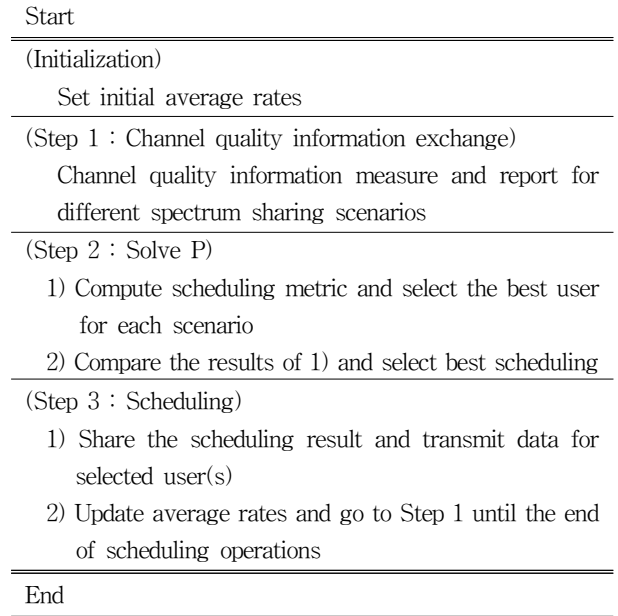 Start
(Initialization)
Set initial average rates
(Step 1 : Channel quality information exchange)
Channel quality information measure and report for
different spectrum sharing scenarios
(Step 2 : Solve P)
1) Compute scheduling metric and select the best user
for each scenario
2) Compare the results of 1) and select best scheduling
(Step 3 : Scheduling)
1) Share the scheduling result and transmit data for
selected user(s)
2) Update average rates and go to Step 1 until the end
of scheduling operations
End